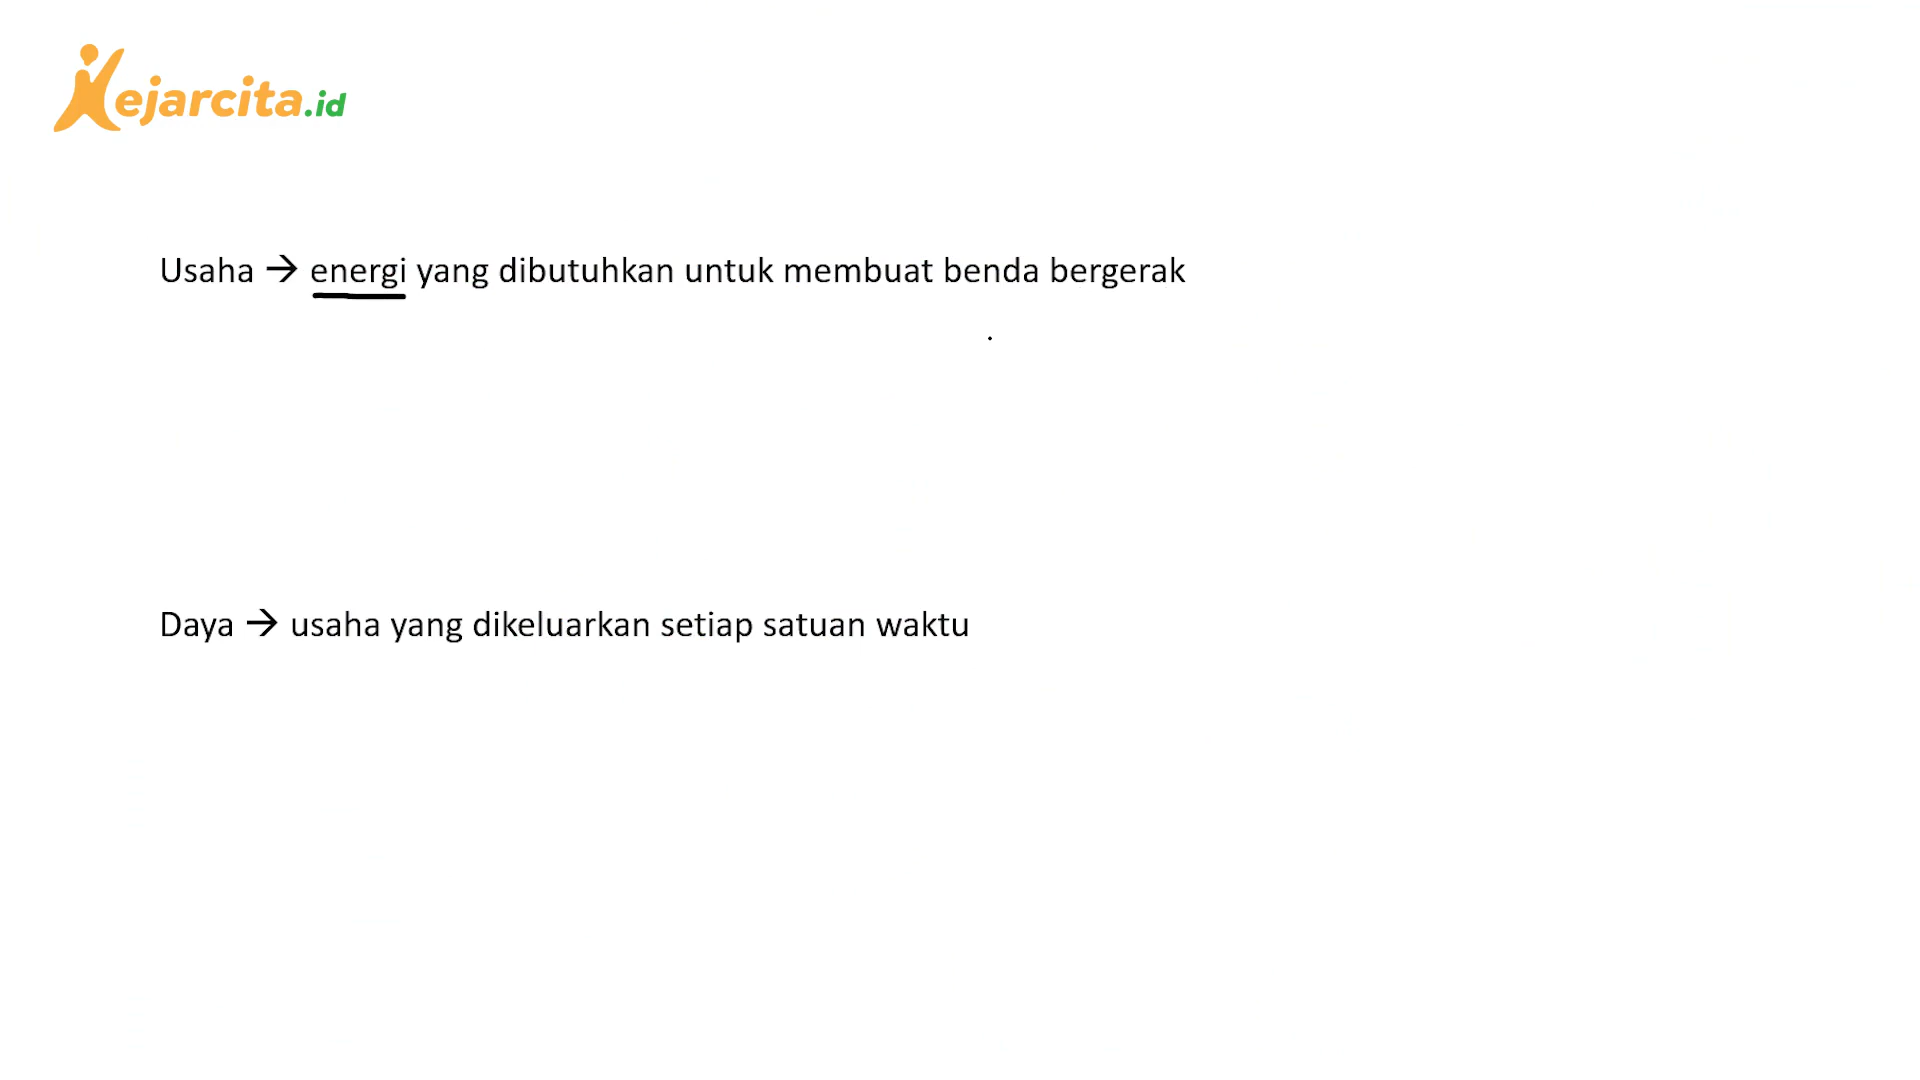 Kejarcita.id
Usaha → energi yang dibutuhkan untuk membuat benda bergerak
Daya → usaha yang dikeluarkan setiap satuan waktu